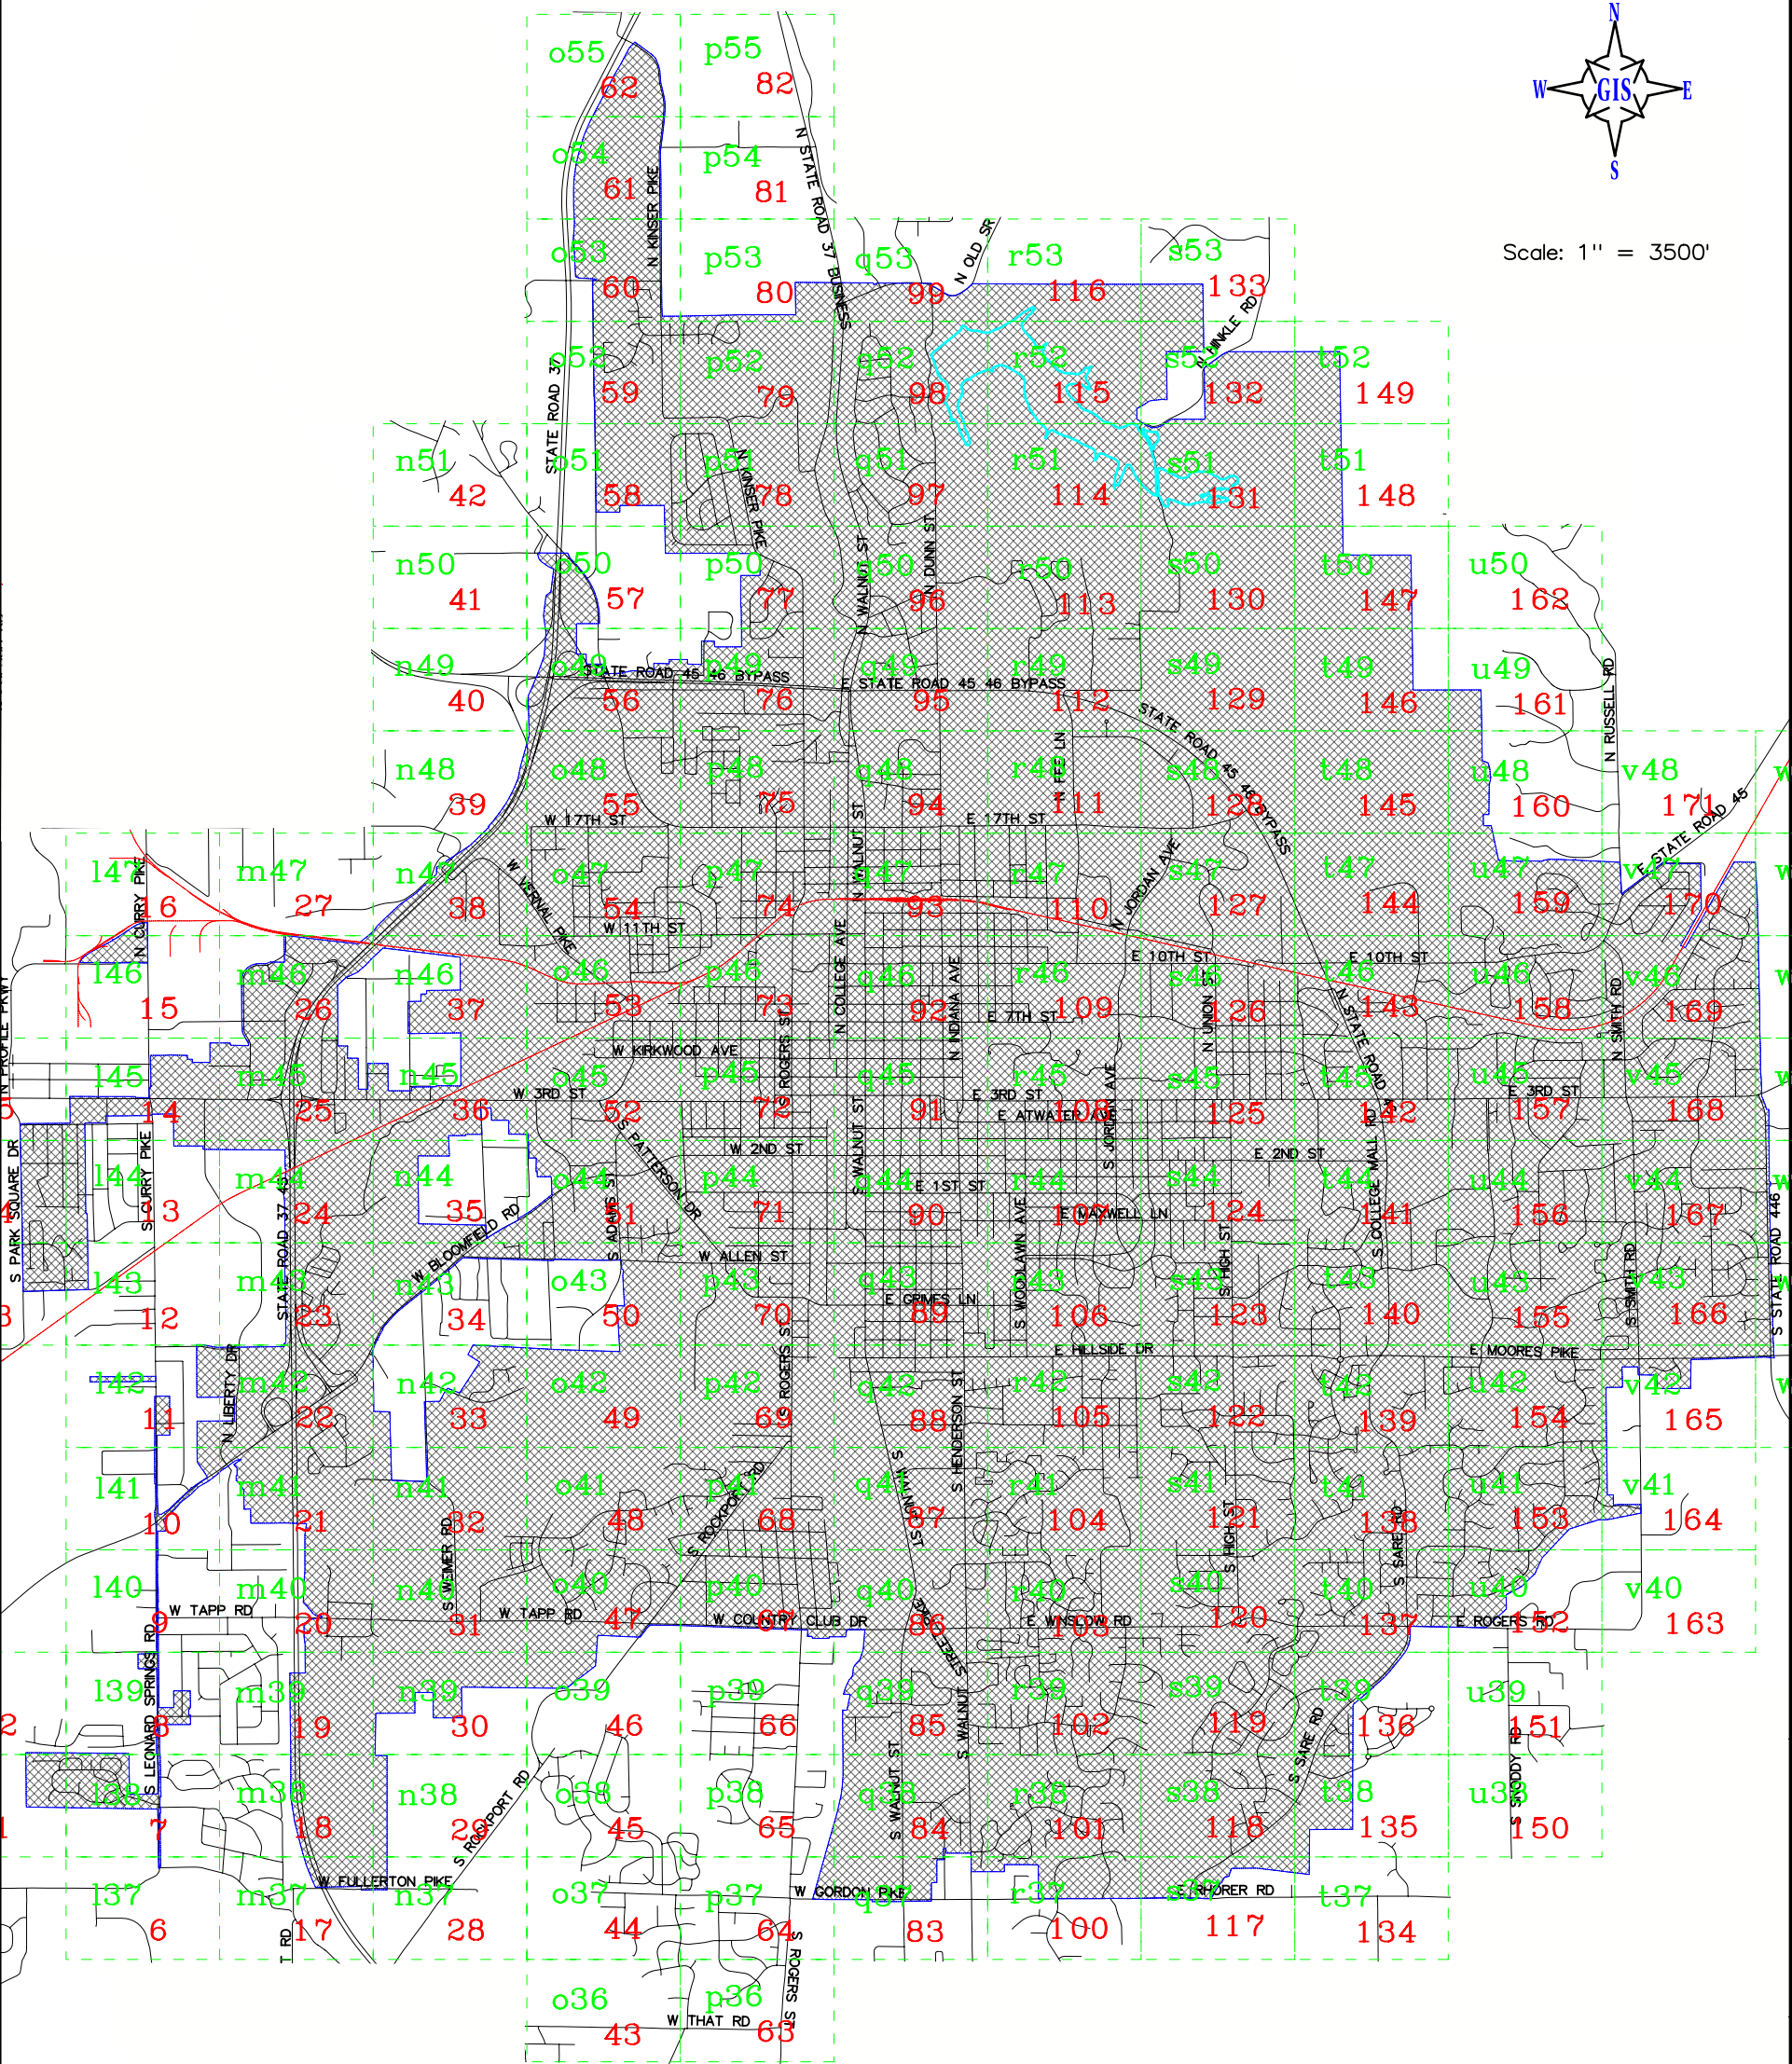 N
W GIS E
S
Scale: 1'' = 3500'
o55 p55
62 82
o54 p54
61 81
N KINSER PIKE
N STATE ROAD 37 BUSINESS
o53 p53 q53 r53 s53
60 80 99 116 133
N OLD SR
N HINKLE RD
o52 p52 q52 r52 s52 t52
59 79 98 115 132 149
STATE ROAD 37
n51 o51 p51 q51 r51 s51 t51
42 58 78 97 114 131 148
N KINSER PIKE
N WALNUT ST
N DUNN ST
n50 o50 p50 q50 r50 s50 t50 u50
41 57 77 96 113 130 147 162
n49 o49 p49 q49 r49 s49 t49 u49
STATE ROAD 45 46 BYPASS
E STATE ROAD 45 46 BYPASS
40 56 76 95 112 129 146 161
STATE ROAD 45 46 BYPASS
N RUSSELL RD
N FEE LN
n48 o48 p48 q48 r48 s48 t48 u48 v48
39 55 75 94 111 128 145 160 171
W 17TH ST
E 17TH ST
E STATE ROAD 45
N CURRY PIKE
W VERNAL PIKE
N WALNUT ST
N JORDAN AVE
l47 m47 n47 o47 p47 q47 r47 s47 t47 u47 v47
16 27 38 54 74 93 110 127 144 159 170
W 11TH ST
E 10TH ST
E 10TH ST
N PROFILE PKWY
l46 m46 n46 o46 p46 q46 r46 s46 t46 u46 v46
15 26 37 53 73 92 109 126 143 158 169
N COLLEGE AVE
N INDIANA AVE
E 7TH ST
N UNION ST
N STATE ROAD
N SMITH RD
W KIRKWOOD AVE
S ROGERS ST
l45 m45 n45 o45 p45 q45 r45 s45 t45 u45 v45
W 3RD ST
E 3RD ST
E 3RD ST
14 25 36 52 72 91 108 125 142 157 168
E ATWATER AVE
S PARK SQUARE DR
S CURRY PIKE
S PATTERSON DR
W 2ND ST
S WALNUT ST
S JORDAN AVE
E 2ND ST
S COLLEGE MALL RD
l44 m44 n44 o44 p44 q44 r44 s44 t44 u44 v44
E 1ST ST
13 24 35 51 71 90 107 124 141 156 167
STATE ROAD 37 45
W BLOOMFIELD RD
S ADAMS ST
E MAXWELL LN
S STATE ROAD 446
W ALLEN ST
S WOODLAWN AVE
S HIGH ST
S SMITH RD
l43 m43 n43 o43 p43 q43 r43 s43 t43 u43 v43
E GRIMES LN
12 23 34 50 70 89 106 123 140 155 166
N LIBERTY DR
S ROGERS ST
E HILLSIDE DR
E MOORES PIKE
l42 m42 n42 o42 p42 q42 r42 s42 t42 u42 v42
11 22 33 49 69 88 105 122 139 154 165
S HENDERSON ST
S WALNUT ST
S ROCKPORT RD
l41 m41 n41 o41 p41 q41 r41 s41 t41 u41 v41
10 21 32 48 68 87 104 121 138 153 164
S WEIMER RD
S HIGH ST
S SARE RD
l40 m40 n40 o40 p40 q40 r40 s40 t40 u40 v40
W TAPP RD
W TAPP RD
W COUNTRY CLUB DR
E WINSLOW RD
E ROGERS RD
9 20 31 47 67 86 103 120 137 152 163
S LEONARD SPRINGS RD
S WALNUT STREET PIKE
l39 m39 n39 o39 p39 q39 r39 s39 t39 u39
8 19 30 46 66 85 102 119 136 151
S WALNUT ST
S SARE RD
S SNODDY RD
l38 m38 n38 o38 p38 q38 r38 s38 t38 u38
7 18 29 45 65 84 101 118 135 150
S ROCKPORT RD
W FULLERTON PIKE
W GORDON PIKE
E RHORER RD
l37 m37 n37 o37 p37 q37 r37 s37 t37
6 17 28 44 64 83 100 117 134
S ROGERS ST
o36 p36
W THAT RD
43 63